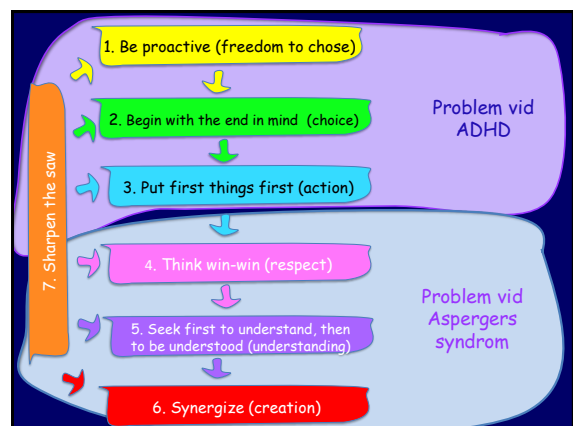 1. Be proactive (freedom to chose)
2. Begin with the end in mind (choice)
3. Put first things first (action)
Problem vid
ADHD
7. Sharpen the saw
4. Think win-win (respect)
5. Seek first to understand, then
to be understood (understanding)
6. Synergize (creation)
Problem vid
Aspergers
syndrom